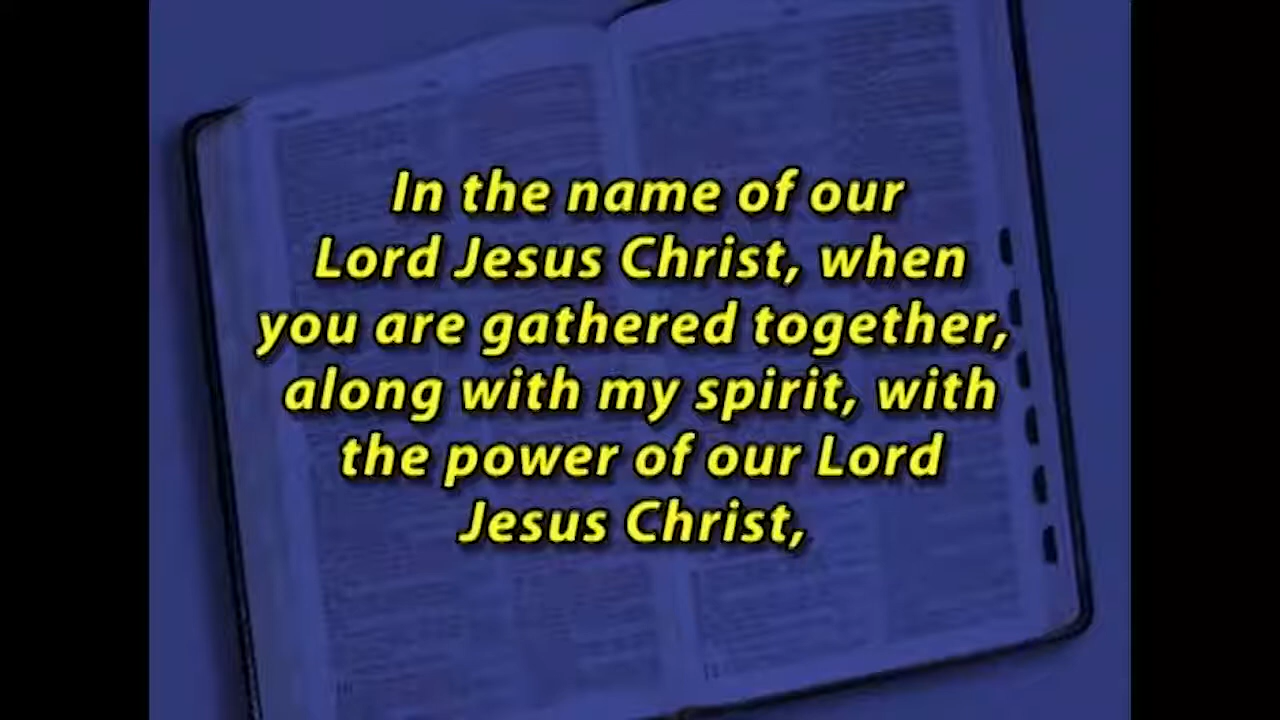 In the name of our
Lord Jesus Christ, when
you are gathered together,
along with my spirit, with
the power of our Lord
Jesus Christ,